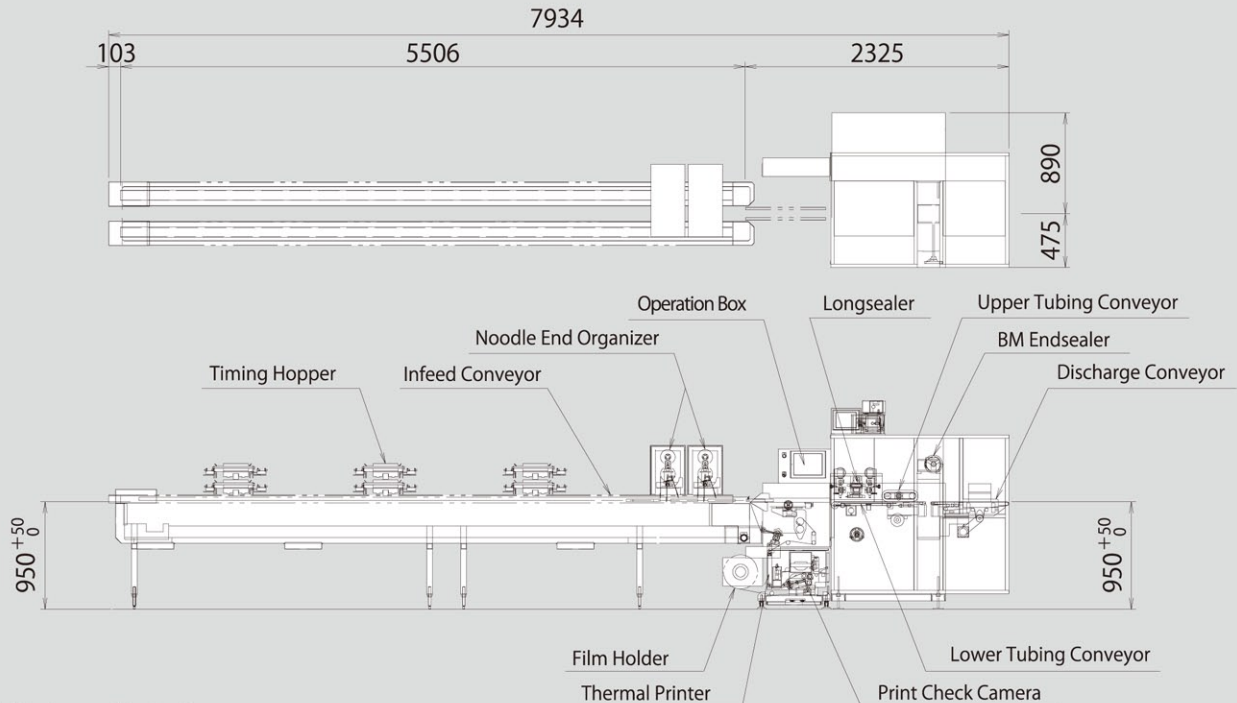 7934
103
5506
2325
890
475
Operation Box
Longsealer
Upper Tubing Conveyor
Noodle End Organizer
BM Endsealer
Timing Hopper
Infeed Conveyor
Discharge Conveyor
950 +50 0
950 +50 0
Film Holder
Lower Tubing Conveyor
Thermal Printer
Print Check Camera